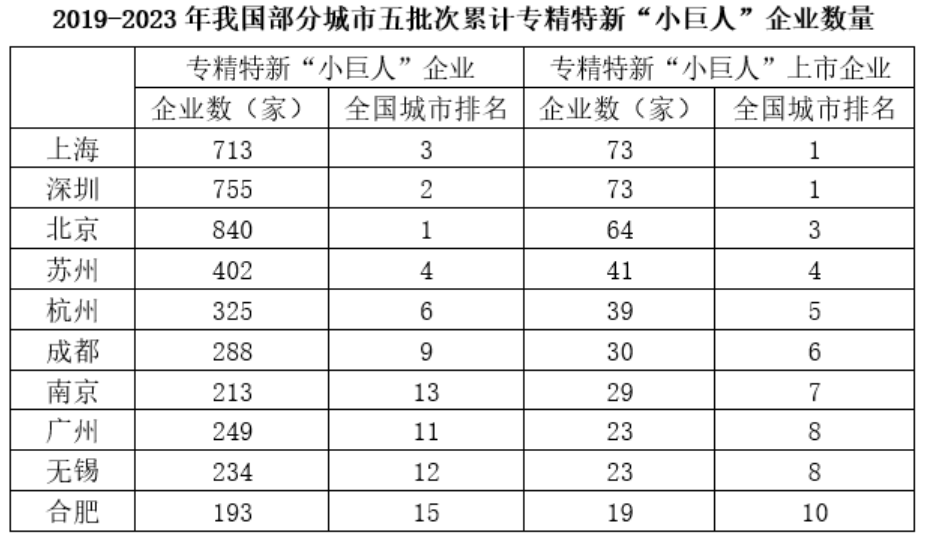 2019-2023 年我国部分城市五批次累计专精特新“小巨人”企业数量
专精特新“小巨人”企业 专精特新“小巨人”上市企业
企业数（家） 全国城市排名 企业数（家） 全国城市排名
上海 713 3 73 1
深圳 755 2 73 1
北京 840 1 64 3
苏州 402 4 41 4
杭州 325 6 39 5
成都 288 9 30 6
南京 213 13 29 7
广州 249 11 23 8
无锡 234 12 23 8
合肥 193 15 19 10